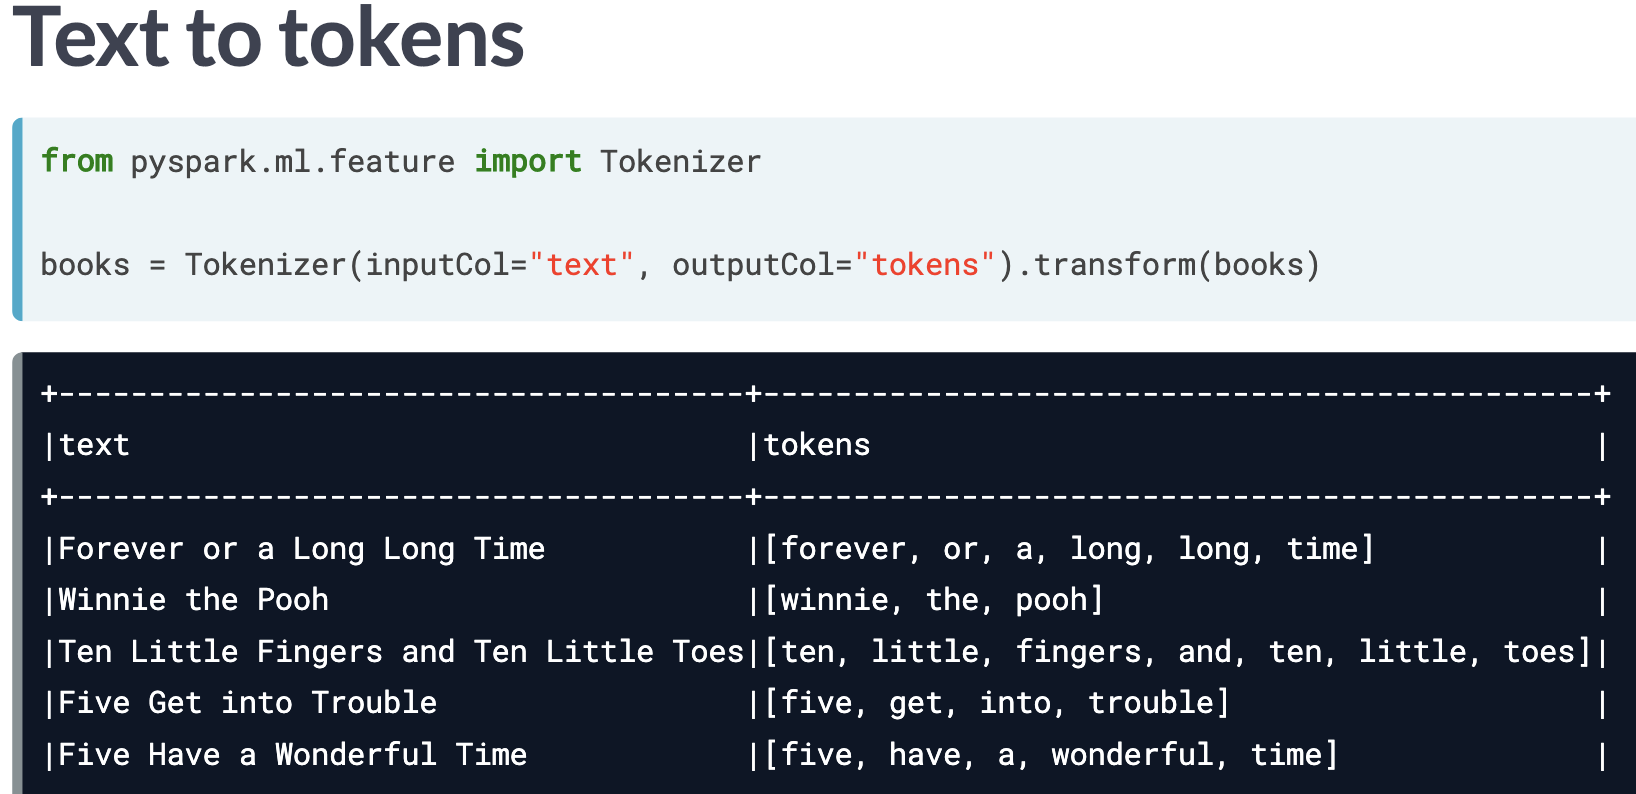 Text to tokens
from pyspark.ml.feature import Tokenizer
books = Tokenizer(inputCol="text", outputCol="tokens").transform(books)
+--------------------------------------+----------------------------------------------+
|text                                  |tokens                                        |
+--------------------------------------+----------------------------------------------+
|Forever or a Long Long Time           |[forever, or, a, long, long, time]            |
|Winnie the Pooh                       |[winnie, the, pooh]                           |
|Ten Little Fingers and Ten Little Toes|[ten, little, fingers, and, ten, little, toes]|
|Five Get into Trouble                 |[five, get, into, trouble]                    |
|Five Have a Wonderful Time            |[five, have, a, wonderful, time]              |